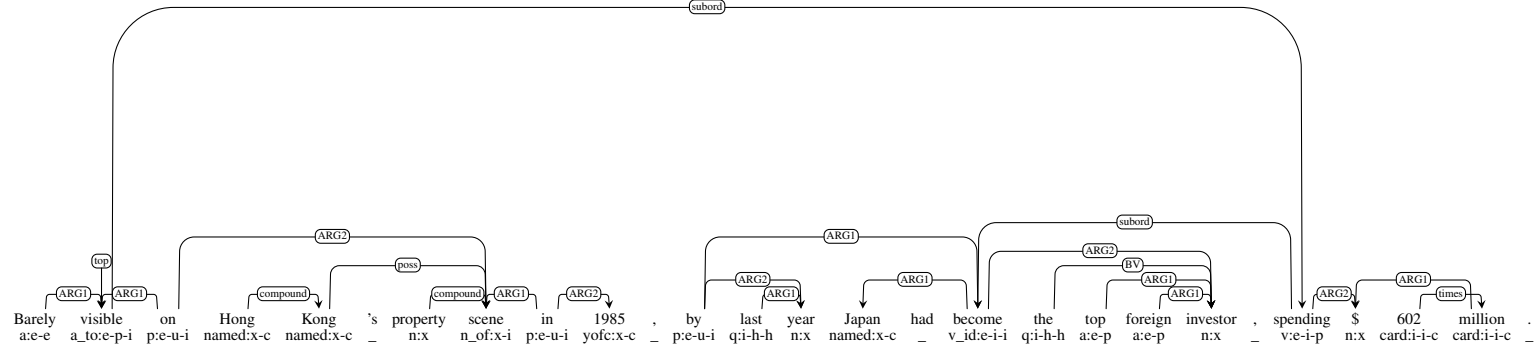 subord
subord
ARG2 ARG1
ARG2
top poss BV
ARG2 ARG1 ARG1 ARG1
ARG1 ARG1 compound compound ARG1 ARG2 ARG1 ARG1 ARG2 times
Barely visible on Hong Kong 's property scene in 1985 , by last year Japan had become the top foreign investor , spending $ 602 million .
a:e-e a_to:e-p-i p:e-u-i named:x-c named:x-c _ n:x n_of:x-i p:e-u-i yofc:x-c _ p:e-u-i q:i-h-h n:x named:x-c _ v_id:e-i-i q:i-h-h a:e-p a:e-p n:x _ v:e-i-p n:x card:i-i-c card:i-i-c _